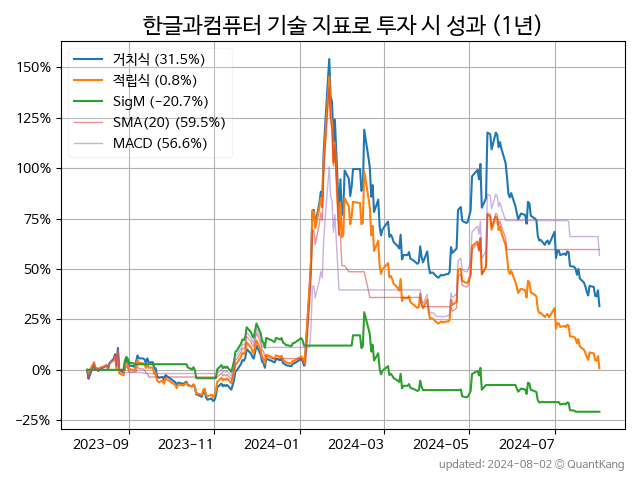 한글과컴퓨터 기술 지표로 투자 시 성과 (1년)
거치식 (31.5%)
적립식 (0.8%)
SigM (−20.7%)
SMA(20) (59.5%)
MACD (56.6%)
150%
125%
100%
75%
50%
25%
0%
−25%
2023−09 2023−11 2024−01 2024−03 2024−05 2024−07
updated: 2024−08−02 ⓒ QuantKang